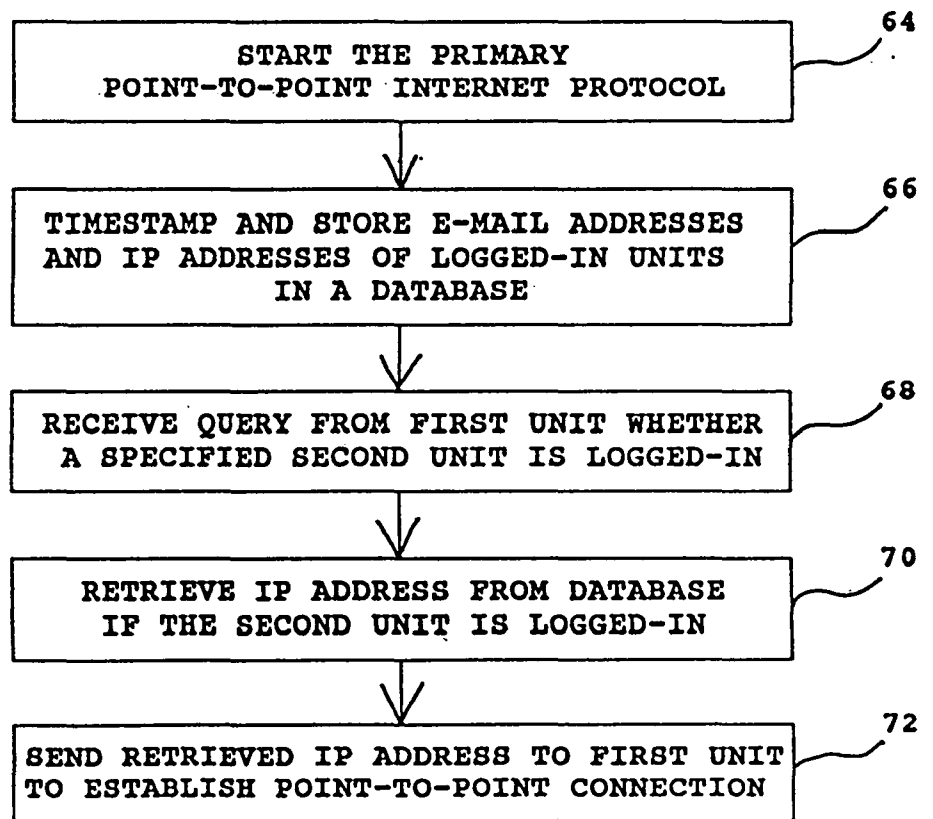 64
START THE PRIMARY
POINT-TO-POINT INTERNET PROTOCOL
66
TIMESTAMP AND STORE E-MAIL ADDRESSES
AND IP ADDRESSES OF LOGGED-IN UNITS
IN A DATABASE
68
RECEIVE QUERY FROM FIRST UNIT WHETHER
A SPECIFIED SECOND UNIT IS LOGGED-IN
70
RETRIEVE IP ADDRESS FROM DATABASE
IF THE SECOND UNIT IS LOGGED-IN
72
SEND RETRIEVED IP ADDRESS TO FIRST UNIT
TO ESTABLISH POINT-TO-POINT CONNECTION